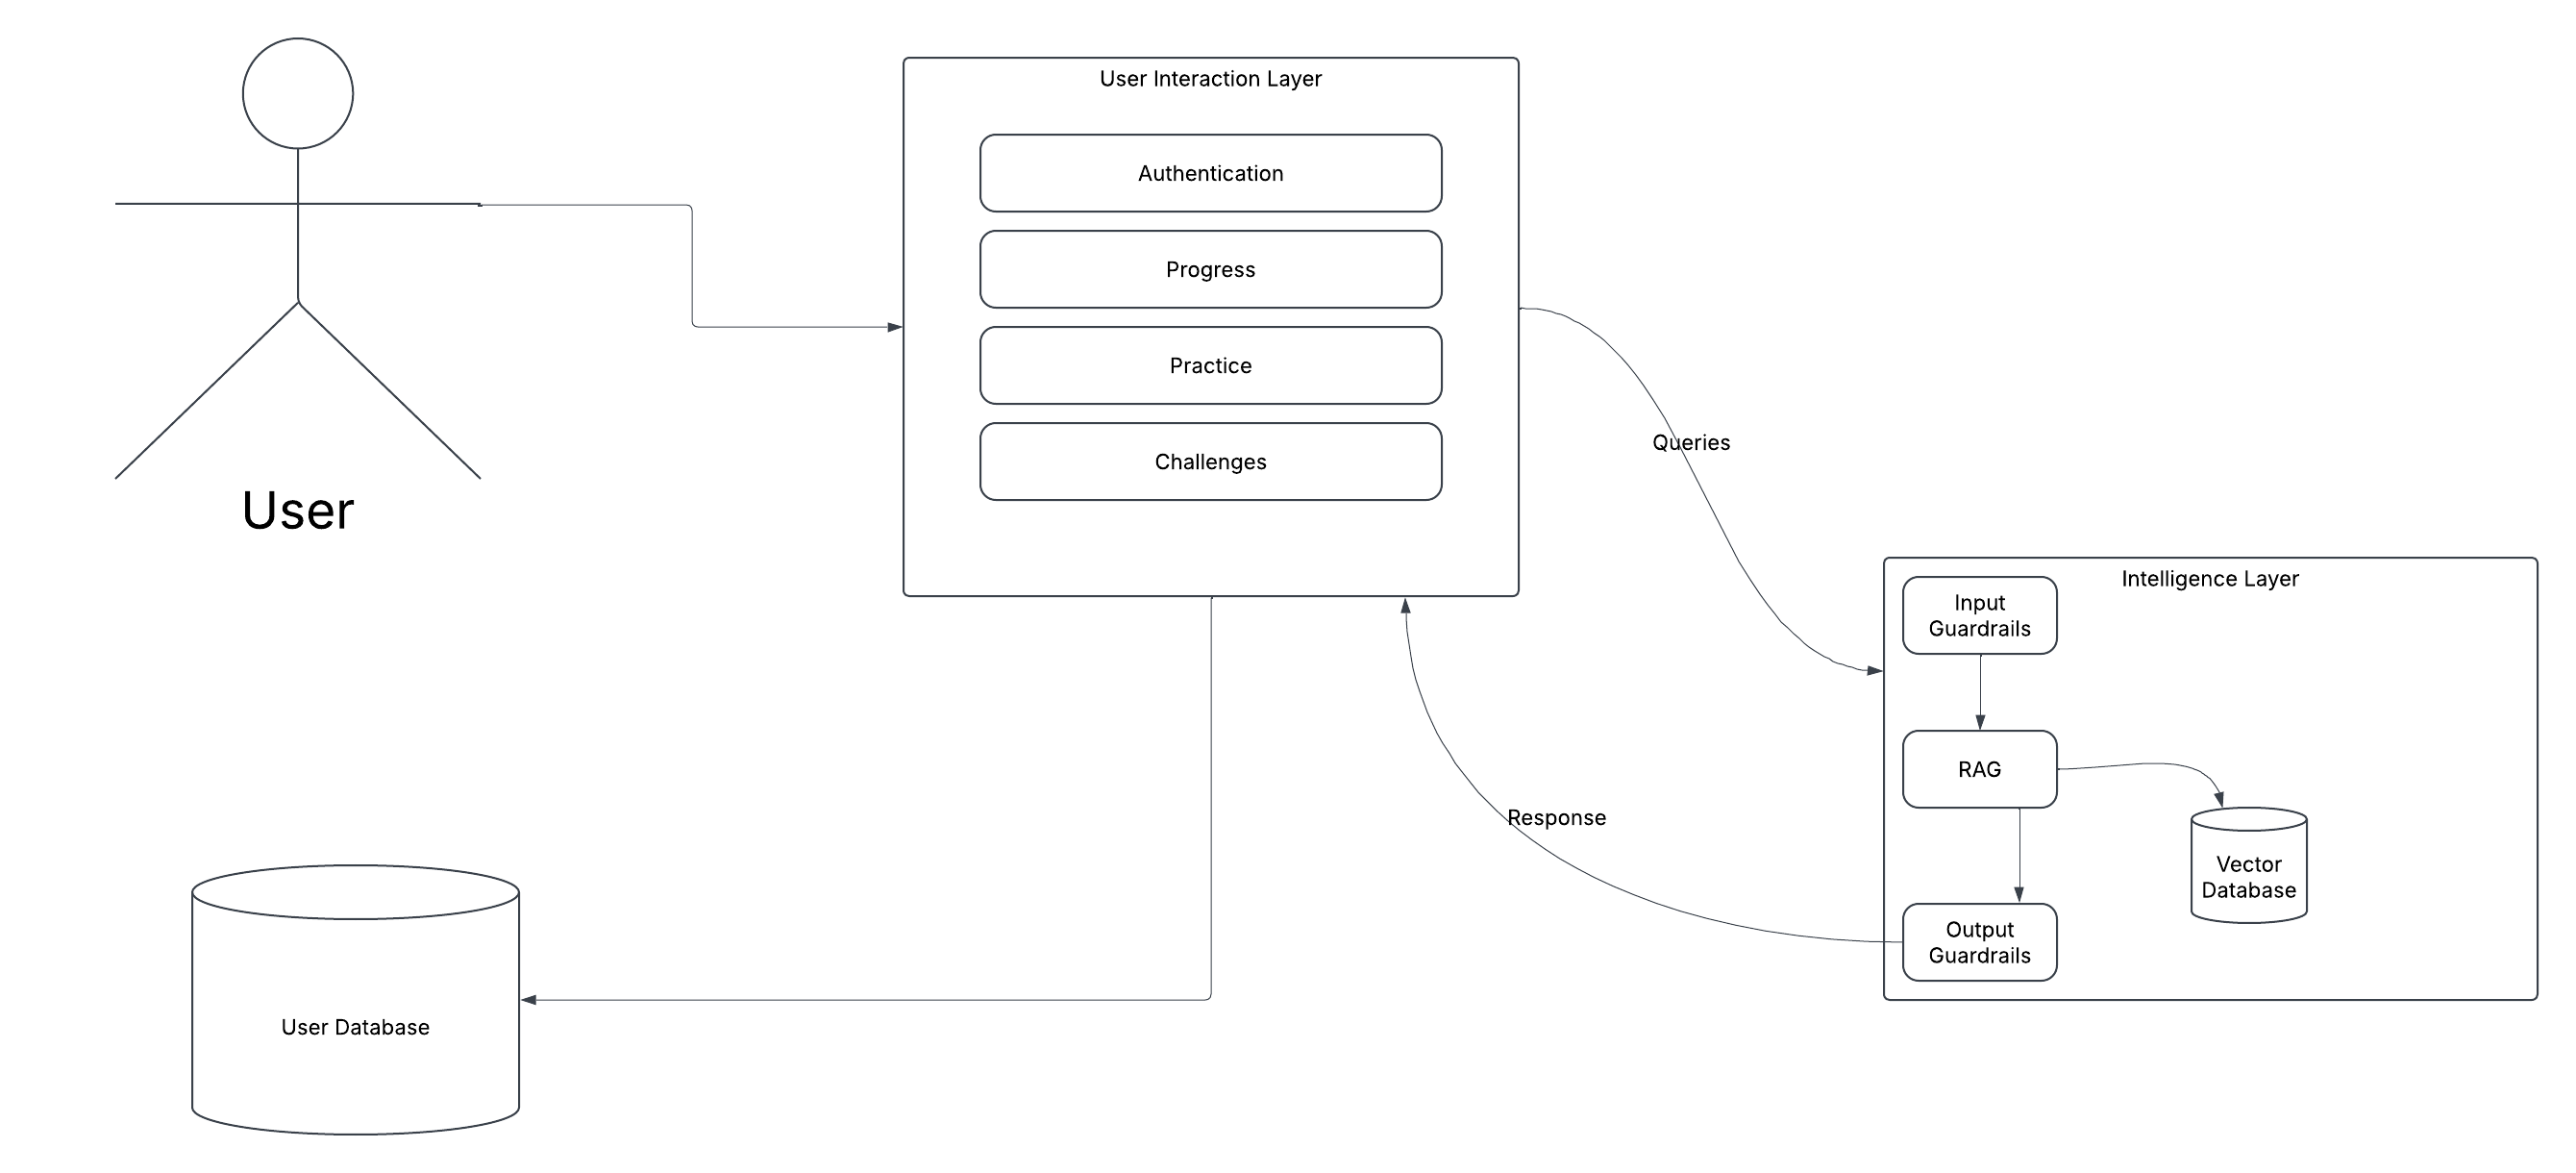 User Interaction Layer
Authentication
Progress
Practice
Challenges
User
Queries
Intelligence Layer
Input
Guardrails
RAG
Response
Vector
Database
Output
Guardrails
User Database